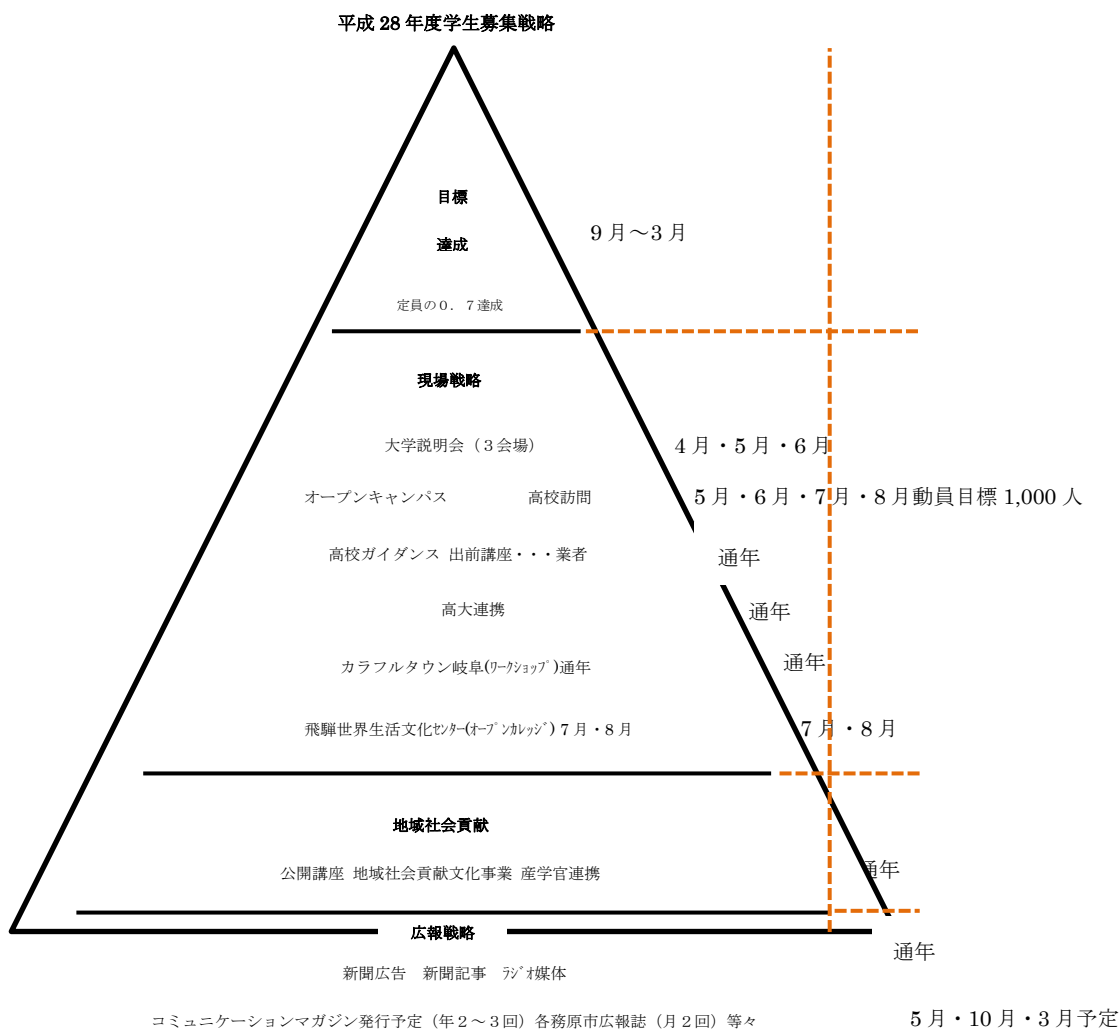 平成 28 年度学生募集戦略
目標
達成
9 月～3 月
定員の０．７達成
現場戦略
大学説明会（３会場）
4 月・5 月・6 月
オープンキャンパス 高校訪問
5 月・6 月・7 月・8 月動員目標 1,000 人
高校ガイダンス 出前講座・・・業者
通年
高大連携
通年
カラフルタウン岐阜(ﾜｰｸｼｮｯﾌﾟ)通年
通年
飛騨世界生活文化ｾﾝﾀｰ(ｵｰﾌﾟﾝｶﾚｯｼﾞ) 7 月・8 月
7 月・8 月
地域社会貢献
公開講座 地域社会貢献文化事業 産学官連携
通年
広報戦略
通年
新聞広告 新聞記事 ﾗｼﾞｵ媒体
コミュニケーションマガジン発行予定（年２～３回）各務原市広報誌（月２回）等々
5 月・10 月・3 月予定